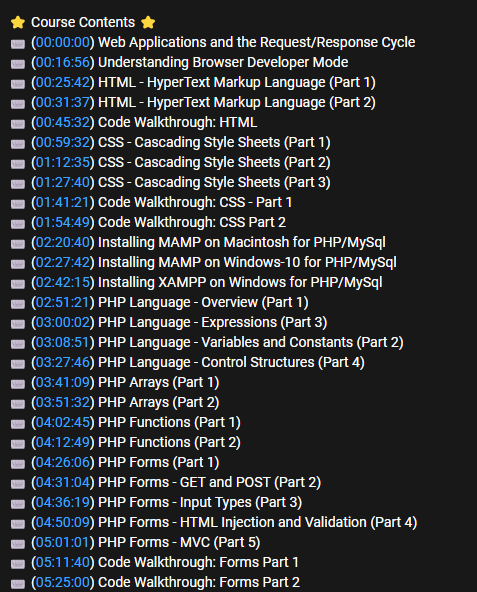 ⭐ Course Contents ⭐
⌨️ (00:00:00) Web Applications and the Request/Response Cycle
⌨️ (00:16:56) Understanding Browser Developer Mode
⌨️ (00:25:42) HTML - HyperText Markup Language (Part 1)
⌨️ (00:31:37) HTML - HyperText Markup Language (Part 2)
⌨️ (00:45:32) Code Walkthrough: HTML
⌨️ (00:59:32) CSS - Cascading Style Sheets (Part 1)
⌨️ (01:12:35) CSS - Cascading Style Sheets (Part 2)
⌨️ (01:27:40) CSS - Cascading Style Sheets (Part 3)
⌨️ (01:41:21) Code Walkthrough: CSS - Part 1
⌨️ (01:54:49) Code Walkthrough: CSS Part 2
⌨️ (02:20:40) Installing MAMP on Macintosh for PHP/MySql
⌨️ (02:27:42) Installing MAMP on Windows-10 for PHP/MySql
⌨️ (02:42:15) Installing XAMPP on Windows for PHP/MySql
⌨️ (02:51:21) PHP Language - Overview (Part 1)
⌨️ (03:00:02) PHP Language - Expressions (Part 3)
⌨️ (03:08:51) PHP Language - Variables and Constants (Part 2)
⌨️ (03:27:46) PHP Language - Control Structures (Part 4)
⌨️ (03:41:09) PHP Arrays (Part 1)
⌨️ (03:51:32) PHP Arrays (Part 2)
⌨️ (04:02:45) PHP Functions (Part 1)
⌨️ (04:12:49) PHP Functions (Part 2)
⌨️ (04:26:06) PHP Forms (Part 1)
⌨️ (04:31:04) PHP Forms - GET and POST (Part 2)
⌨️ (04:36:19) PHP Forms - Input Types (Part 3)
⌨️ (04:50:09) PHP Forms - HTML Injection and Validation (Part 4)
⌨️ (05:01:01) PHP Forms - MVC (Part 5)
⌨️ (05:11:40) Code Walkthrough: Forms Part 1
⌨️ (05:25:00) Code Walkthrough: Forms Part 2